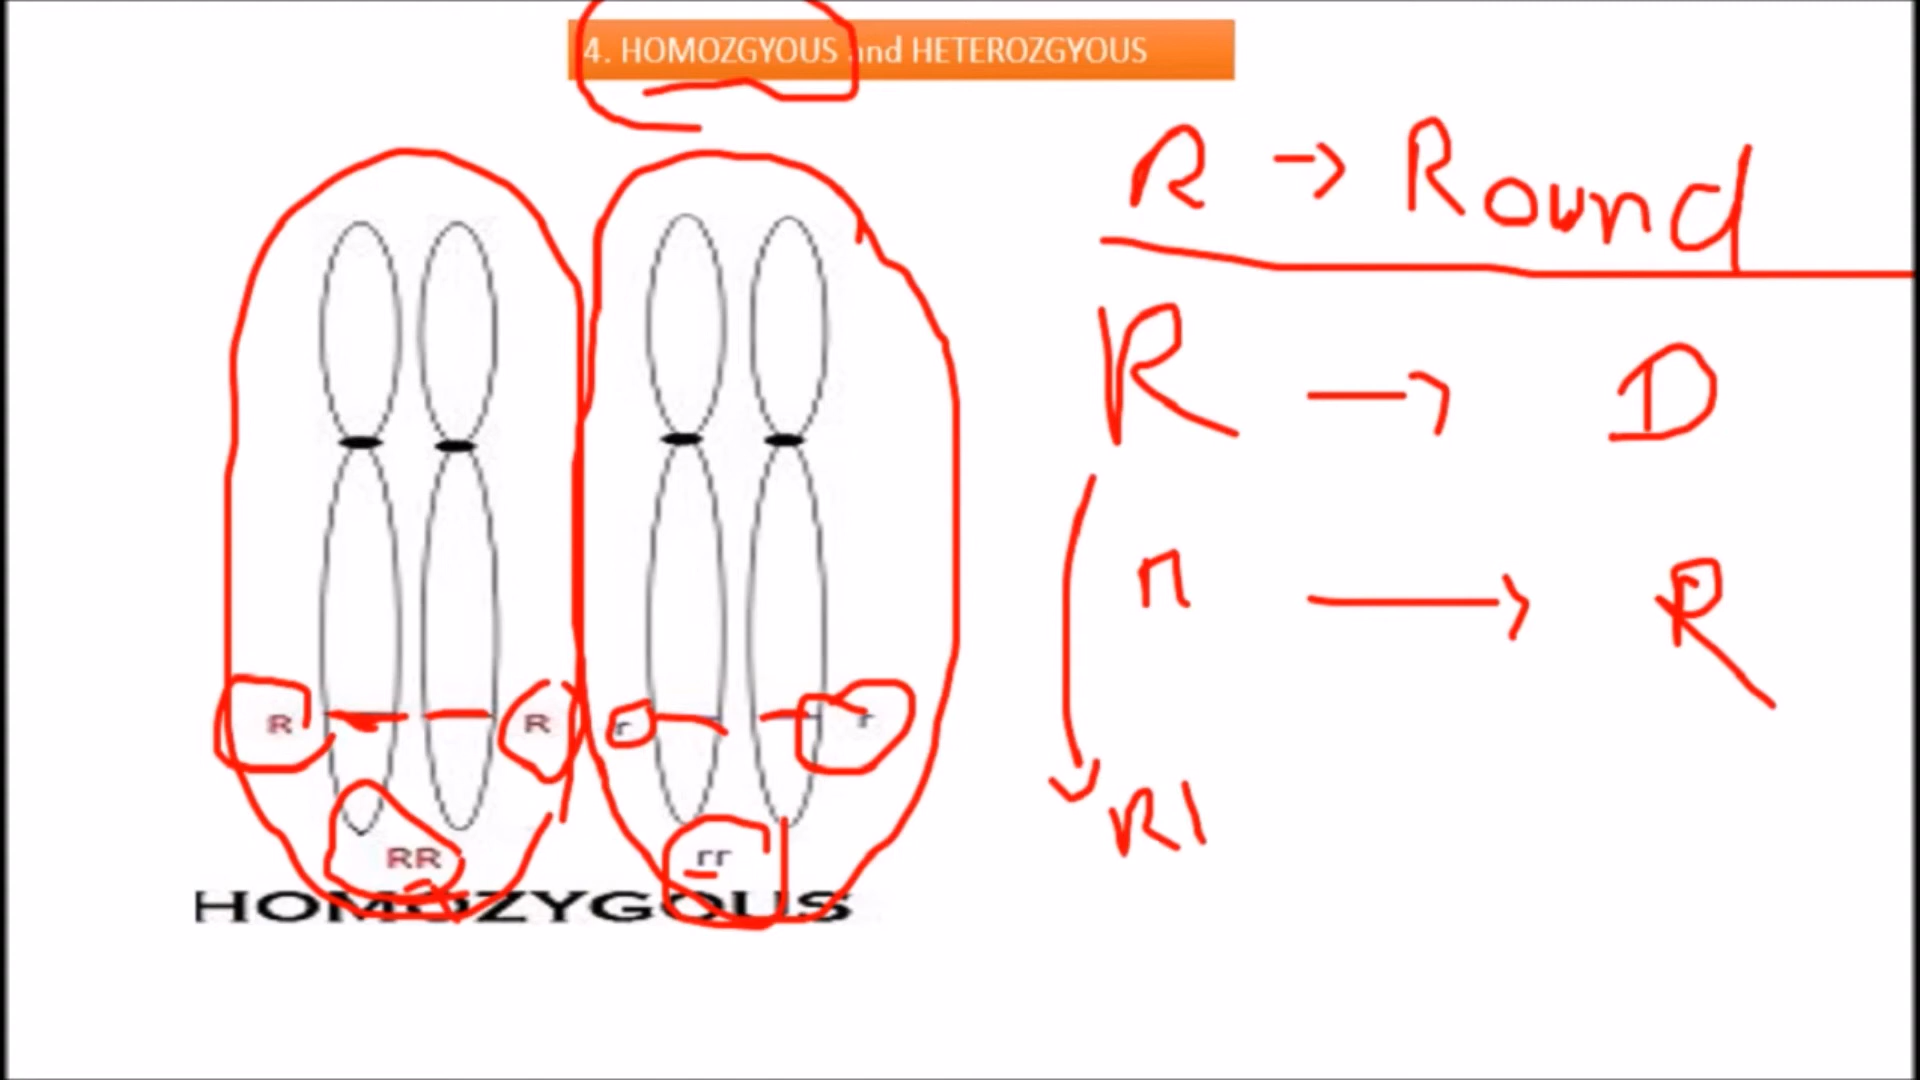 4. HOMOZGYOUS and HETEROZGYOUS
R → Round
R → D
r → R
R R r r
RR rr
HOMOZYGOUS